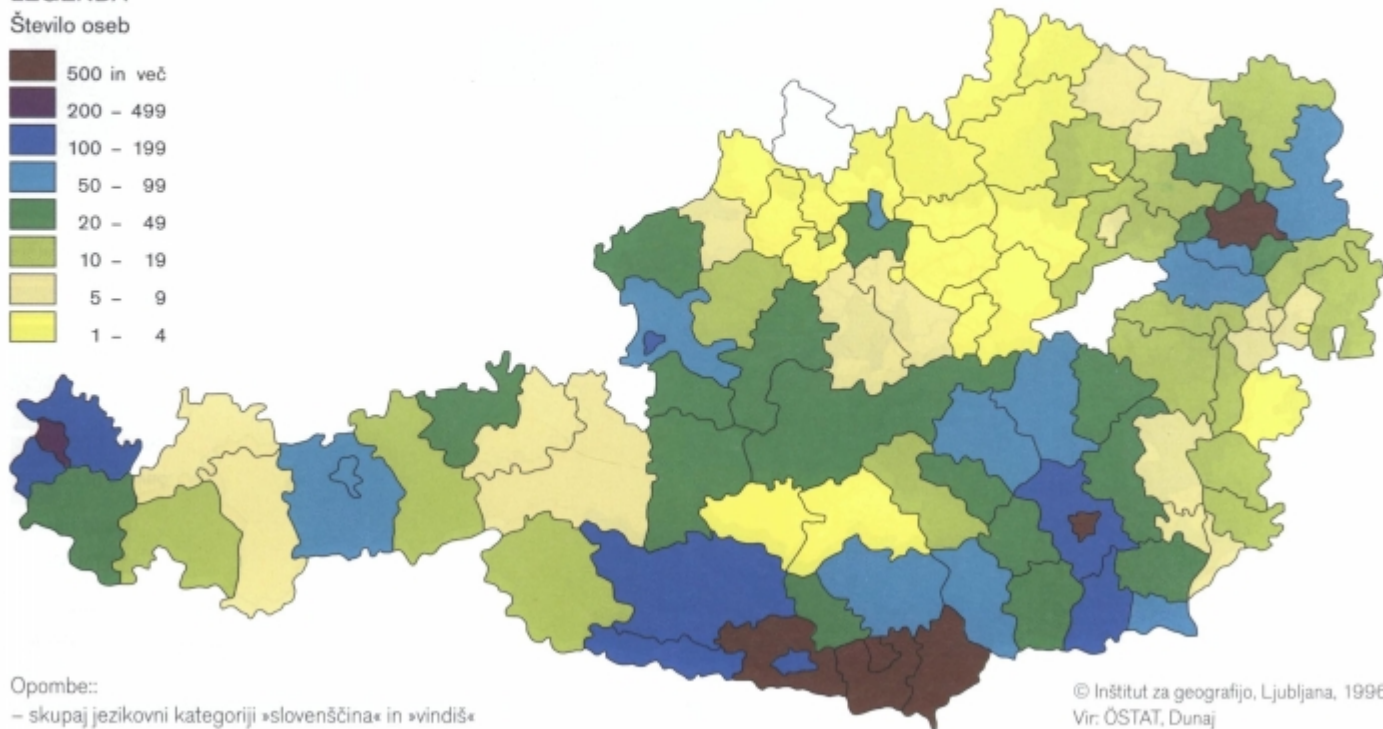 LEGENDA
Število oseb
500 in več
200 – 499
100 – 199
50 – 99
20 – 49
10 – 19
5 – 9
1 – 4
Opombe::
– skupaj jezikovni kategoriji »slovenščina« in »vindiš«
© Inštitut za geografijo, Ljubljana, 1996
Vir: ÖSTAT, Dunaj